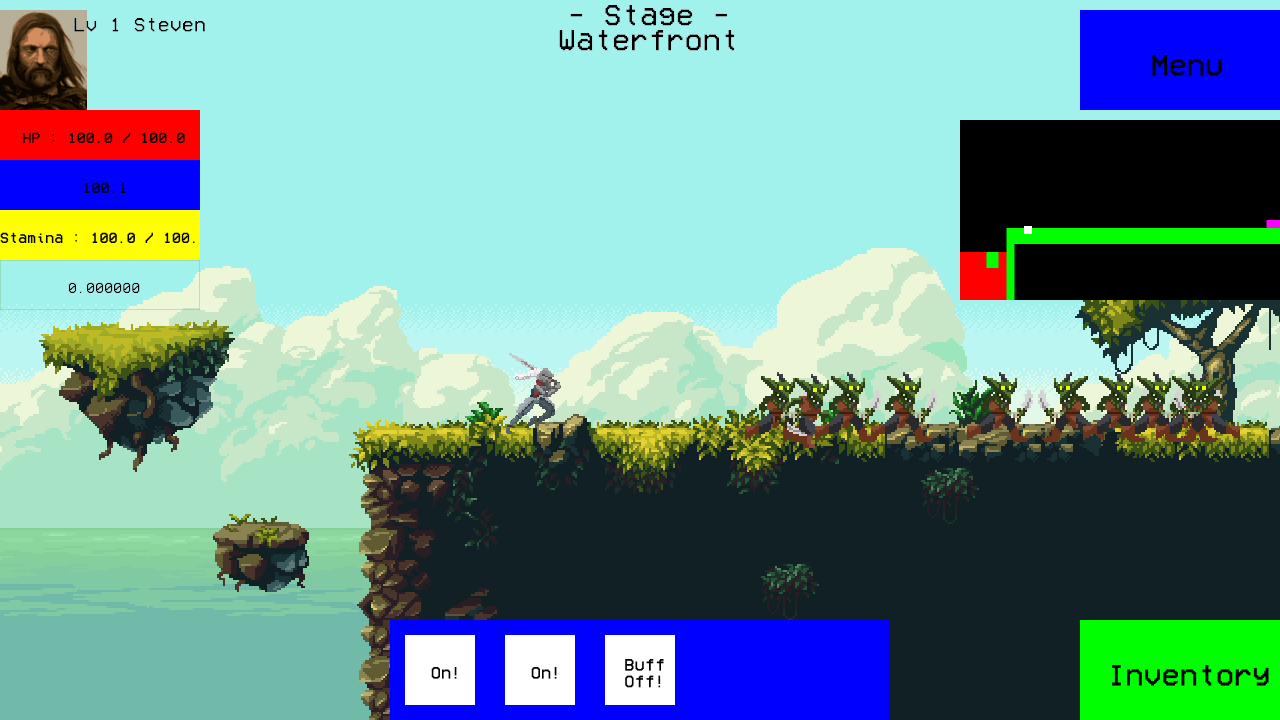 Lv 1 Steven
- Stage -
Waterfront
Menu
HP : 100.0 / 100.0
100.1
Stamina : 100.0 / 100.
0.000000
On!
On!
Buff
Off!
Inventory